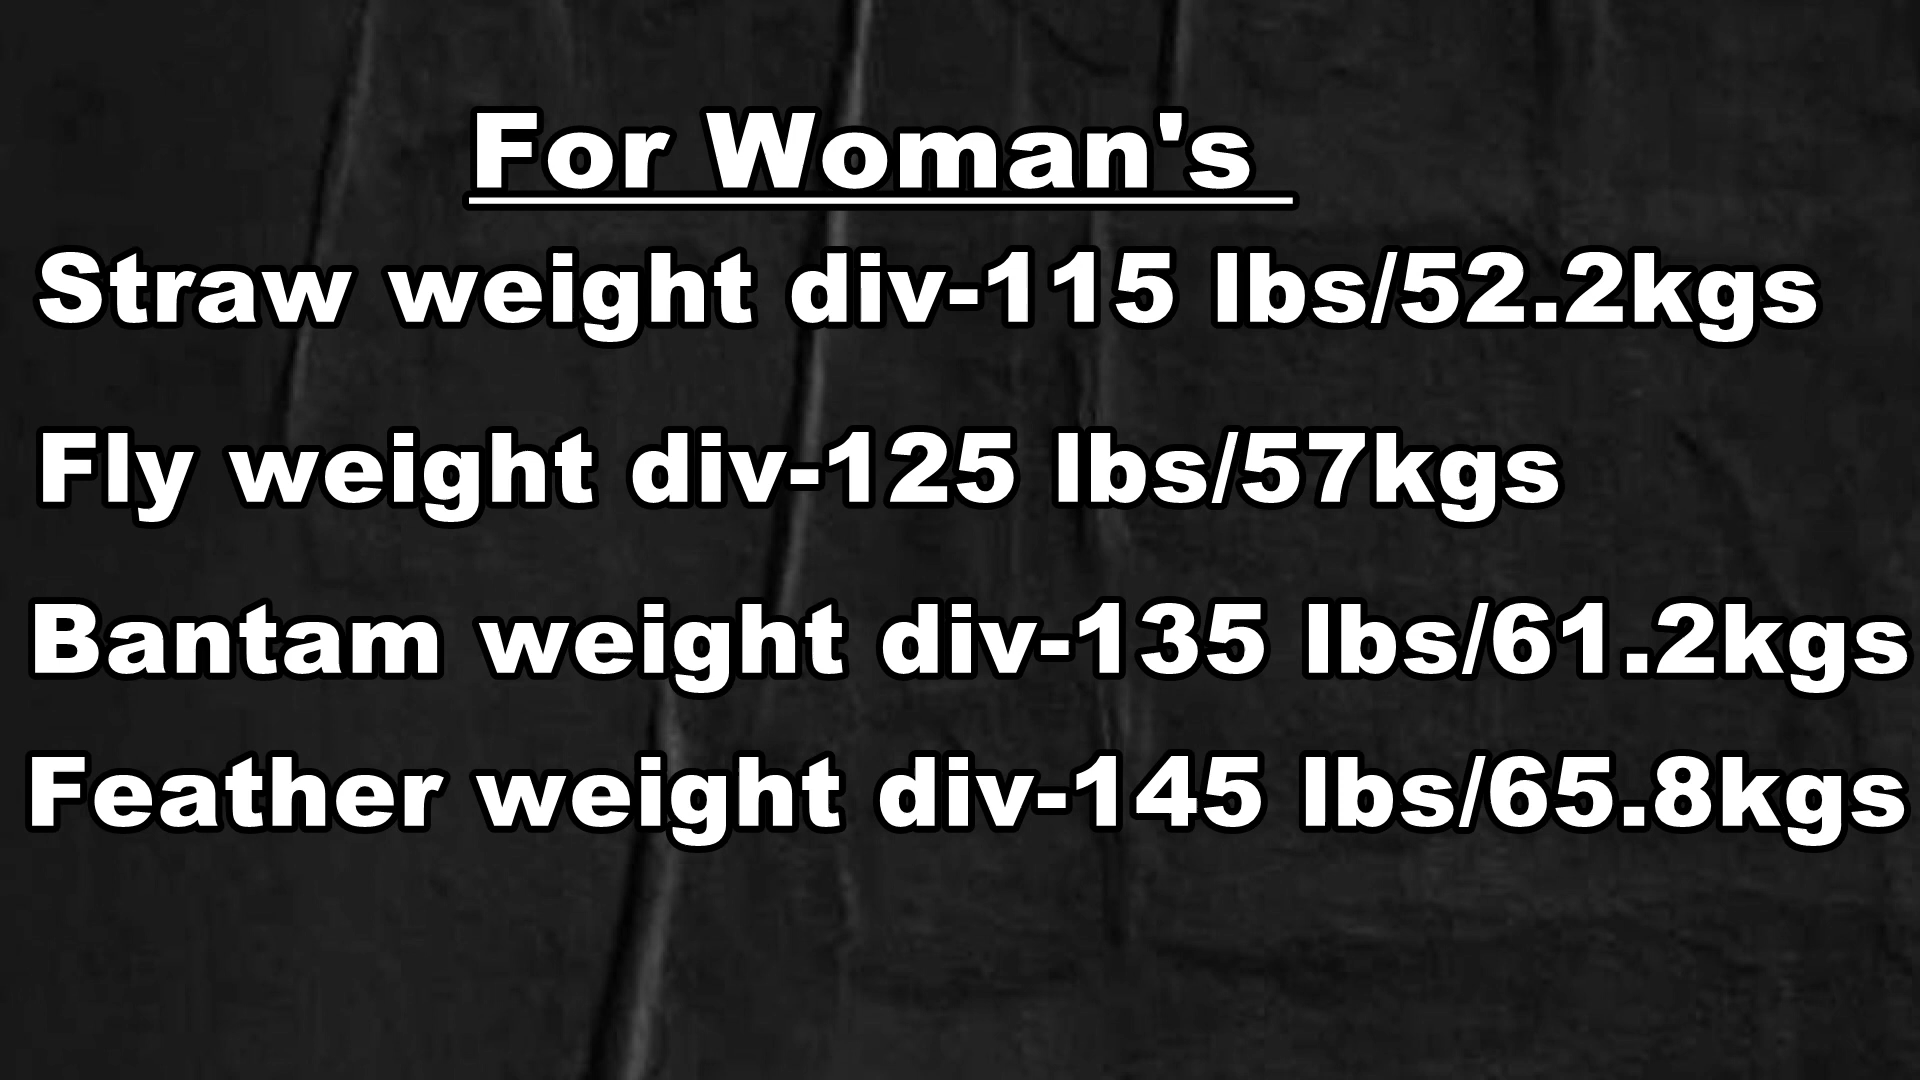 For Woman's
Straw weight div-115 lbs/52.2kgs
Fly weight div-125 lbs/57kgs
Bantam weight div-135 lbs/61.2kgs
Feather weight div-145 lbs/65.8kgs